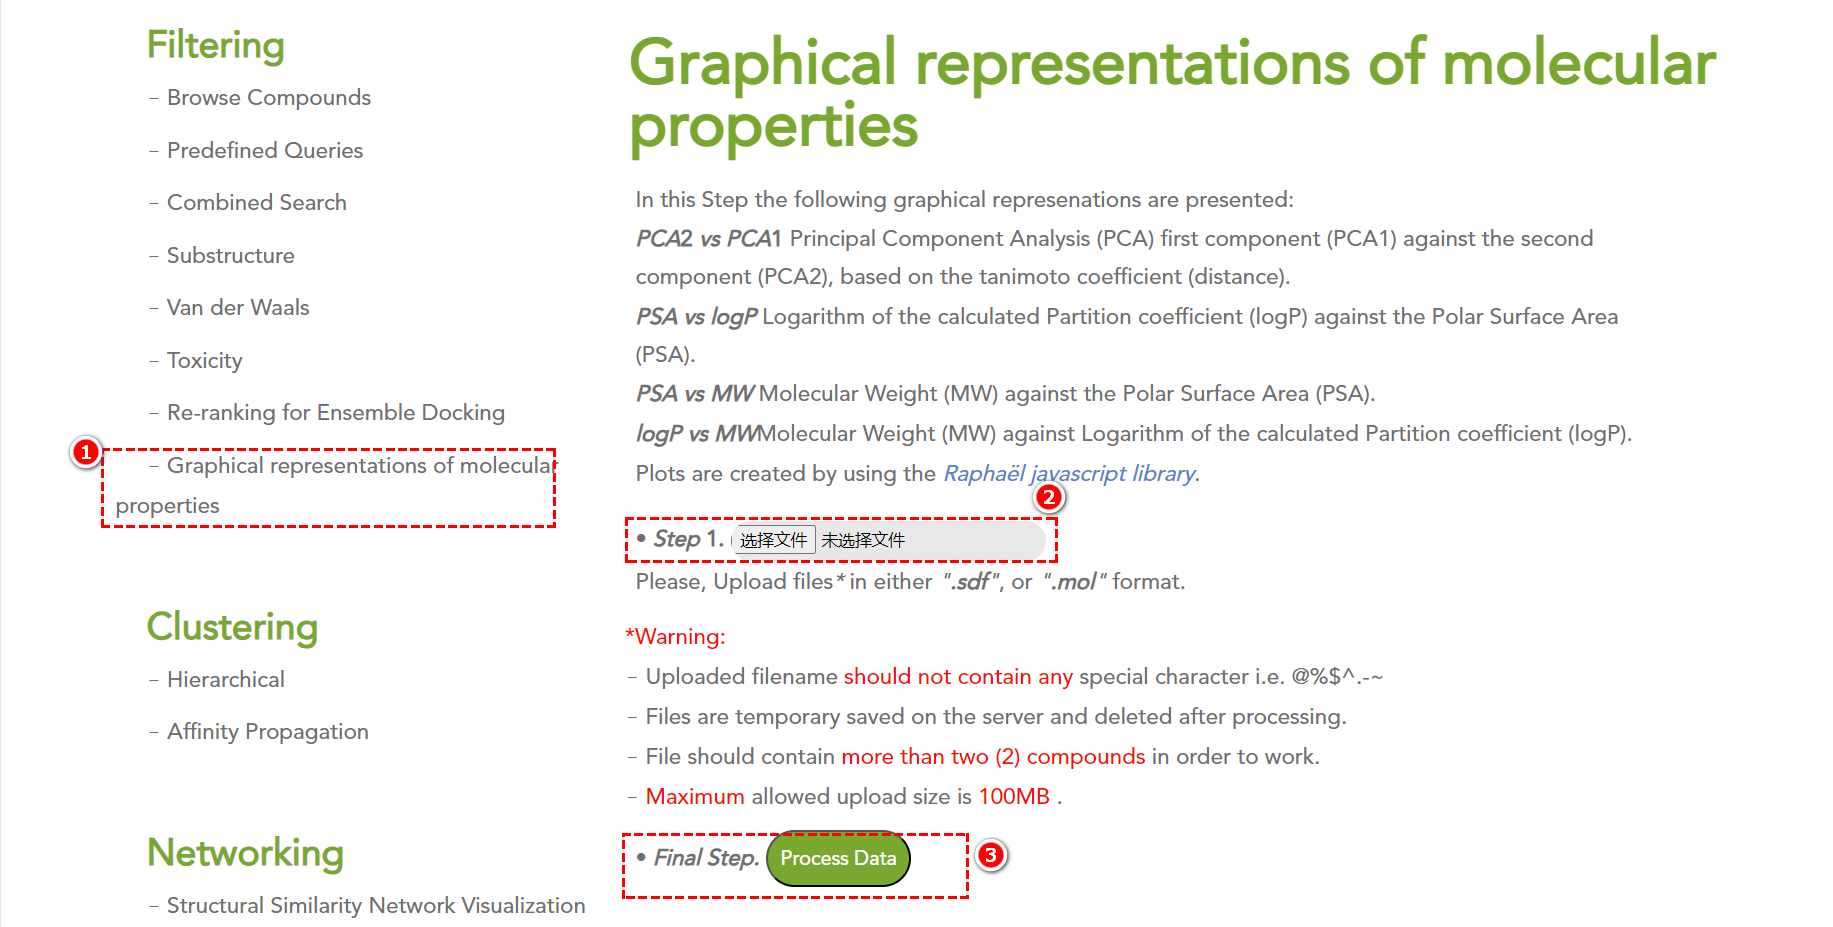 Filtering
– Browse Compounds
– Predefined Queries
– Combined Search
– Substructure
– Van der Waals
– Toxicity
– Re-ranking for Ensemble Docking
1
– Graphical representations of molecular
properties
Clustering
– Hierarchical
– Affinity Propagation
Networking
– Structural Similarity Network Visualization
Graphical representations of molecular
properties
In this Step the following graphical represenations are presented:
PCA2 vs PCA1 Principal Component Analysis (PCA) first component (PCA1) against the second
component (PCA2), based on the tanimoto coefficient (distance).
PSA vs logP Logarithm of the calculated Partition coefficient (logP) against the Polar Surface Area
(PSA).
PSA vs MW Molecular Weight (MW) against the Polar Surface Area (PSA).
logP vs MWMolecular Weight (MW) against Logarithm of the calculated Partition coefficient (logP).
Plots are created by using the Raphaël javascript library.
2
• Step 1. 选择文件 未选择文件
Please, Upload files* in either ".sdf", or ".mol" format.
*Warning:
– Uploaded filename should not contain any special character i.e. @%$^.-~
– Files are temporary saved on the server and deleted after processing.
– File should contain more than two (2) compounds in order to work.
– Maximum allowed upload size is 100MB .
• Final Step. Process Data
3